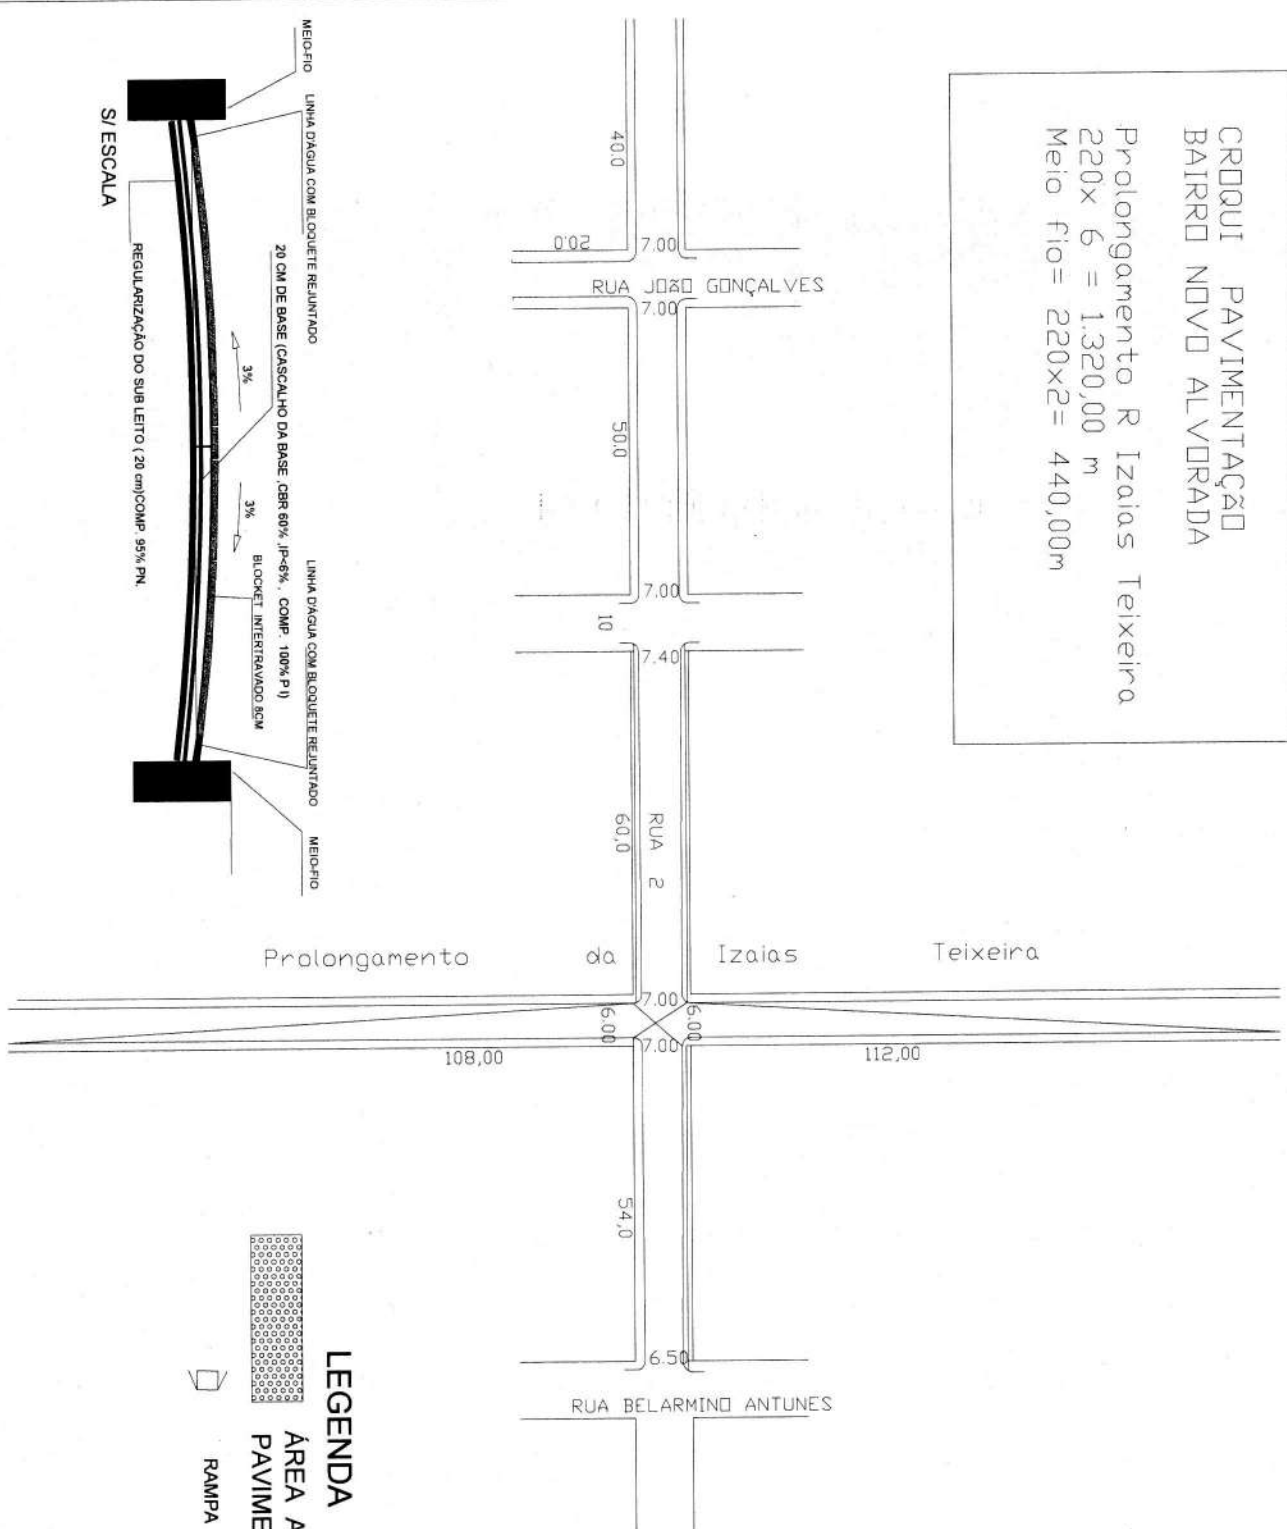 CROQUI PAVIMENTAÇÃO
BAIRRO NOVO ALVORADA
Prolongamento R Izaias Teixeira
220x 6 = 1.320,00 m
Meio fio= 220x2= 440,00m
MEIO-FIO
LINHA D'AGUA COM BLOQUETE REJUNTADO
LINHA D'AGUA COM BLOQUETE REJUNTADO
MEIO-FIO
20 CM DE BASE (CASCALHO DA BASE ,CBR 60% ,IP<6% , COMP. 100% P I)
BLOCKET INTERTRAVADO 8CM
3%
3%
REGULARIZAÇÃO DO SUB LEITO ( 20 cm)COMP. 95% PN.
S/ ESCALA
40.0
20.0
7.00
RUA JOÃO GONÇALVES
7.00
50.0
7.00
10
7.40
60,0
RUA 2
Prolongamento da Izaias Teixeira
7.00
6.00
6.00
7.00
108,00
112,00
54,0
6.50
RUA BELARMINO ANTUNES
LEGENDA
ÁREA A
PAVIME
RAMPA